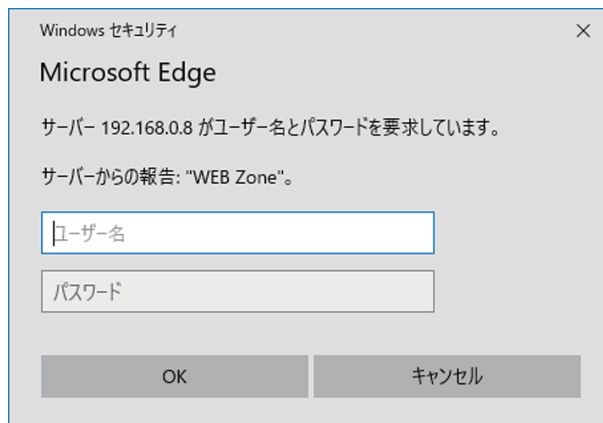 Windows セキュリティ
Microsoft Edge
サーバー 192.168.0.8 がユーザー名とパスワードを要求しています。
サーバーからの報告: "WEB Zone"。
ユーザー名
パスワード
OK
キャンセル